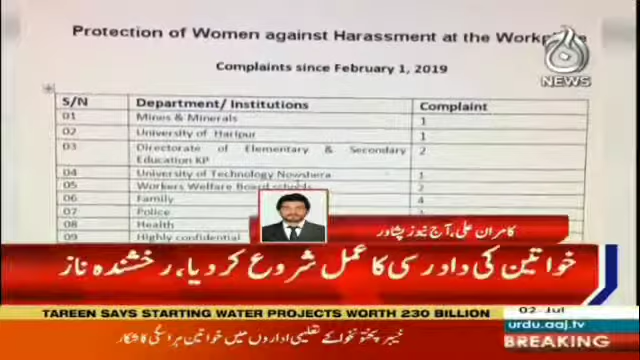 Protection of Women against Harassment at the Workplace
Complaints since February 1, 2019
NEWS
S/N Department/ Institutions Complaint
01 Mines & Minerals 1
02 University of Haripur 1
03 Directorate of Elementary & Secondary Education KP 2
04 University of Technology Nowshera 1
05 Workers Welfare Board schools 2
06 Family 4
07 Police
08 Health
09 Highly confidential
کامران علی، آج نیوز پشاور
خواتین کی داد رسی کا عمل شروع کردیا، رخشندہ ناز
TAREEN SAYS STARTING WATER PROJECTS WORTH 230 BILLION
02 Jul
urdu.aaj.tv
خیبر پختونخوا کے تعلیمی اداروں میں خواتین ہراسگی کا شکار
BREAKING